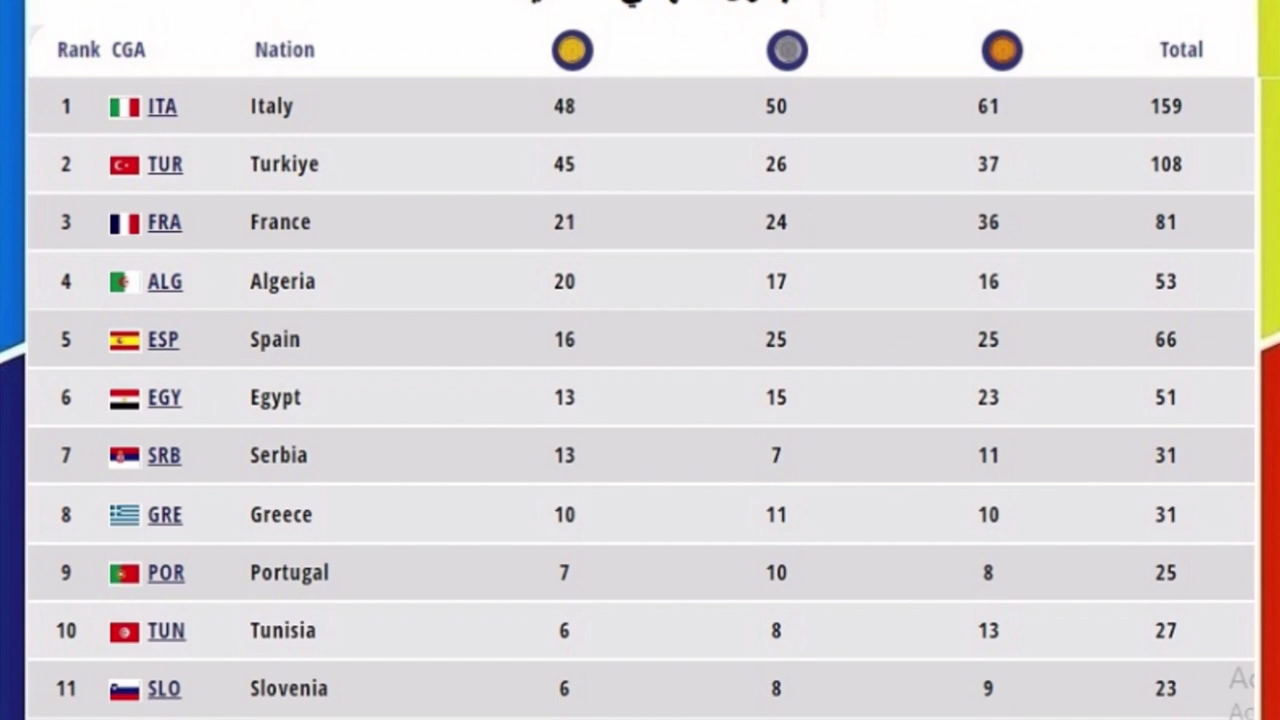 Rank CGA Nation Total
1 ITA Italy 48 50 61 159
2 TUR Turkiye 45 26 37 108
3 FRA France 21 24 36 81
4 ALG Algeria 20 17 16 53
5 ESP Spain 16 25 25 66
6 EGY Egypt 13 15 23 51
7 SRB Serbia 13 7 11 31
8 GRE Greece 10 11 10 31
9 POR Portugal 7 10 8 25
10 TUN Tunisia 6 8 13 27
11 SLO Slovenia 6 8 9 23